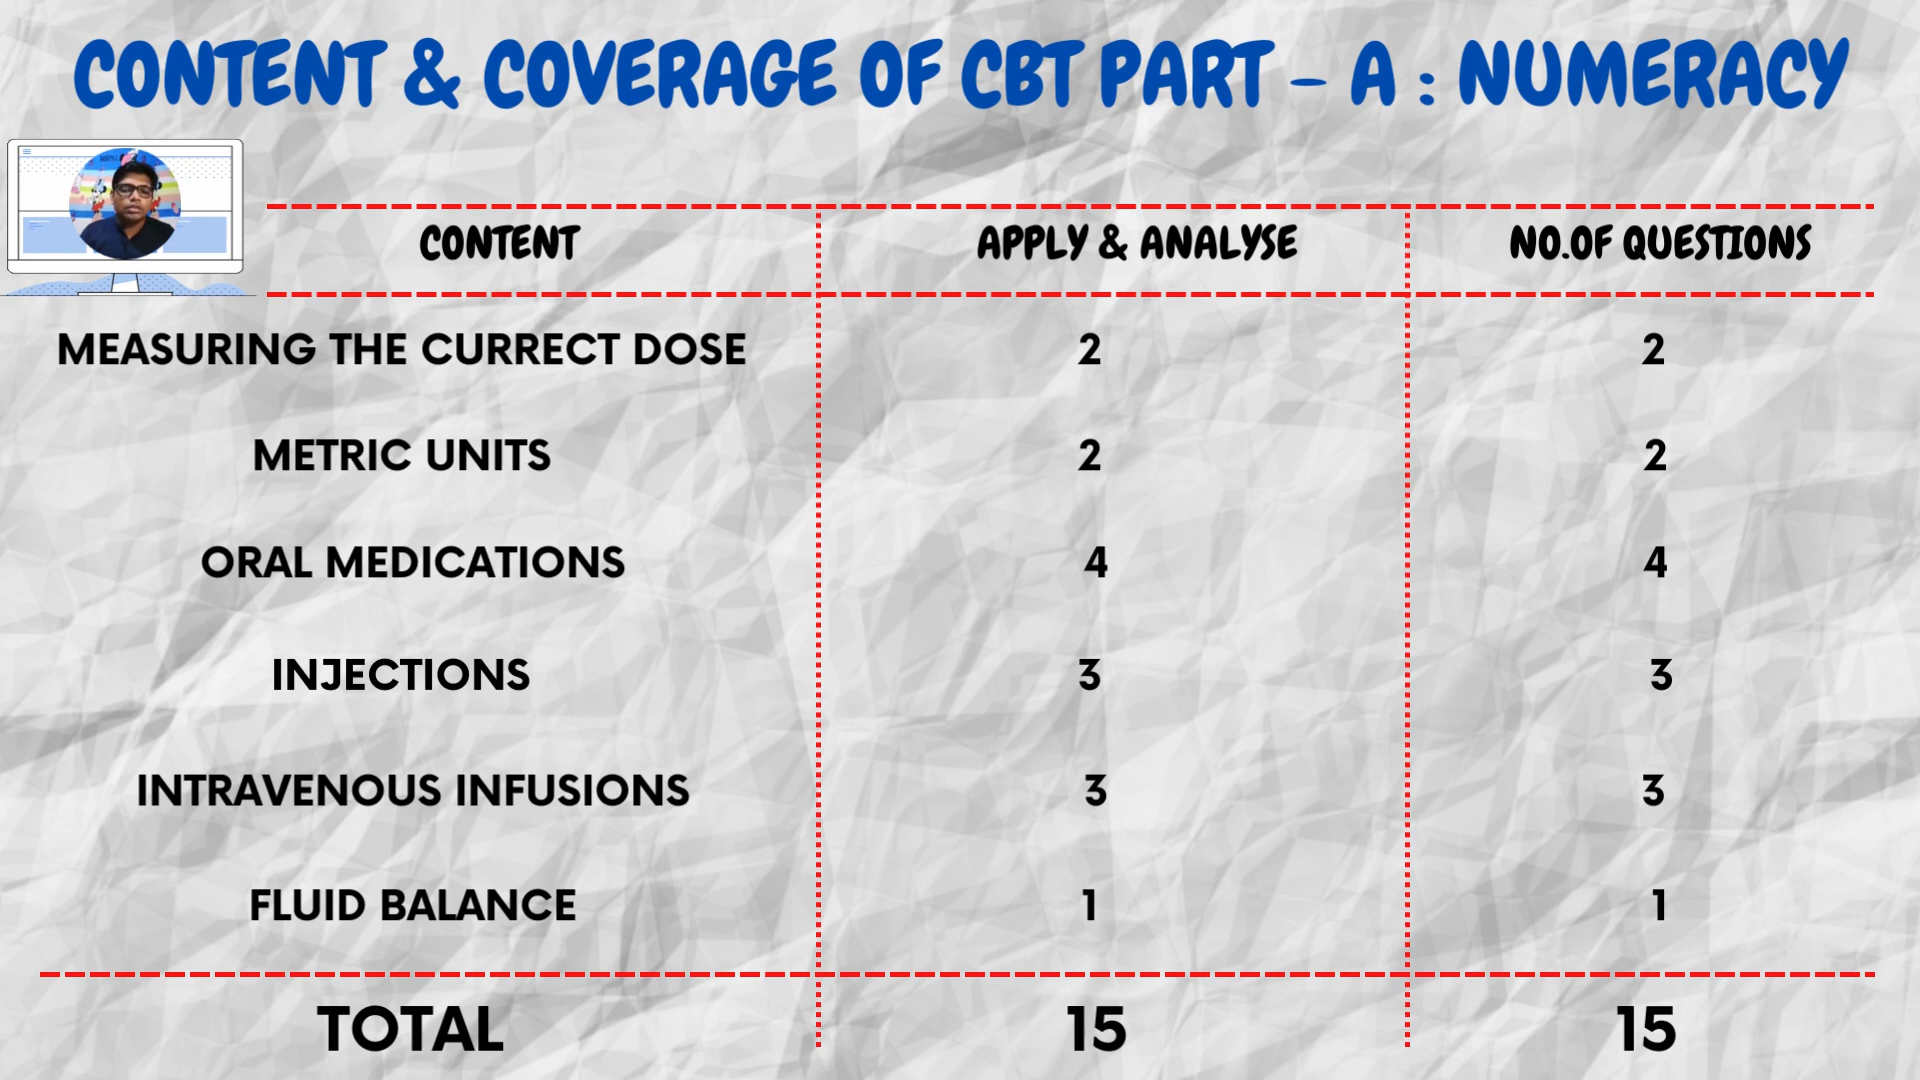 CONTENT & COVERAGE OF CBT PART - A : NUMERACY
CONTENT APPLY & ANALYSE NO.OF QUESTIONS
MEASURING THE CURRECT DOSE 2 2
METRIC UNITS 2 2
ORAL MEDICATIONS 4 4
INJECTIONS 3 3
INTRAVENOUS INFUSIONS 3 3
FLUID BALANCE 1 1
TOTAL 15 15